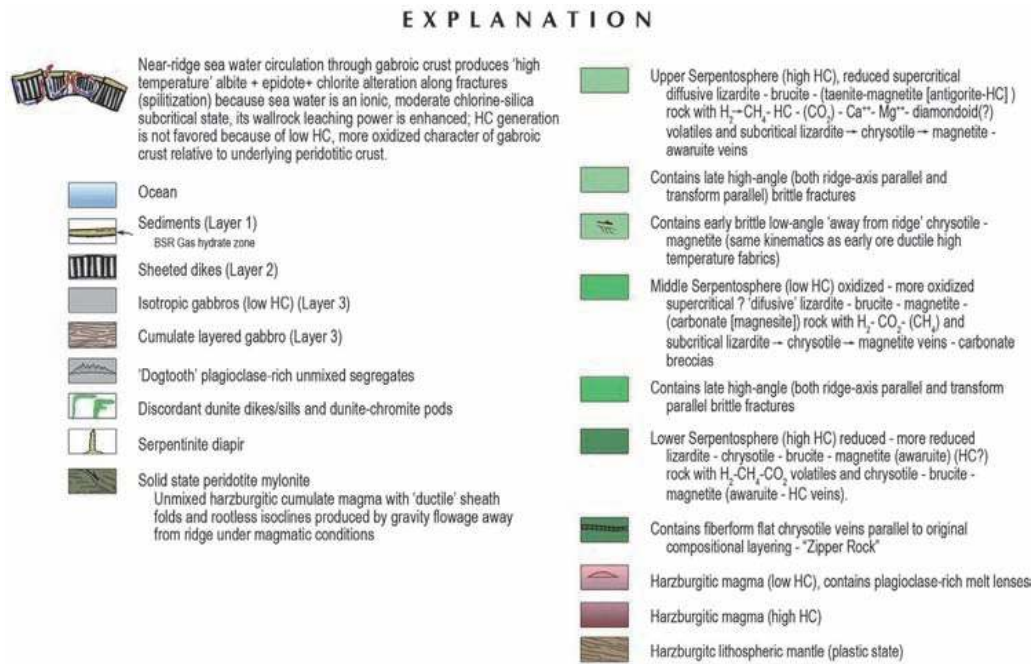 EXPLANATION
Near-ridge sea water circulation through gabroic crust produces 'high
temperature' albite + epidote+ chlorite alteration along fractures
(spilitization) because sea water is an ionic, moderate chlorine-silica
subcritical state, its wallrock leaching power is enhanced; HC generation
is not favored because of low HC, more oxidized character of gabroic
crust relative to underlying peridotitic crust.
Ocean
Sediments (Layer 1)
BSR Gas hydrate zone
Sheeted dikes (Layer 2)
Isotropic gabbros (low HC) (Layer 3)
Cumulate layered gabbro (Layer 3)
'Dogtooth' plagioclase-rich unmixed segregates
Discordant dunite dikes/sills and dunite-chromite pods
Serpentinite diapir
Solid state peridotite mylonite
Unmixed harzburgitic cumulate magma with 'ductile' sheath
folds and rootless isoclines produced by gravity flowage away
from ridge under magmatic conditions
Upper Serpentosphere (high HC), reduced supercritical
diffusive lizardite - brucite - (taenite-magnetite [antigorite-HC] )
rock with H₂→CH₄- HC - (CO₂) - Ca⁺⁺- Mg⁺⁺- diamondoid(?)
volatiles and subcritical lizardite → chrysotile → magnetite -
awaruite veins
Contains late high-angle (both ridge-axis parallel and
transform parallel) brittle fractures
Contains early brittle low-angle 'away from ridge' chrysotile -
magnetite (same kinematics as early ore ductile high
temperature fabrics)
Middle Serpentosphere (low HC) oxidized - more oxidized
supercritical ? 'difusive' lizardite - brucite - magnetite -
(carbonate [magnesite]) rock with H₂- CO₂- (CH₄) and
subcritical lizardite → chrysotile → magnetite veins - carbonate
breccias
Contains late high-angle (both ridge-axis parallel and transform
parallel brittle fractures
Lower Serpentosphere (high HC) reduced - more reduced
lizardite - chrysotile - brucite - magnetite (awaruite) (HC?)
rock with H₂-CH₄-CO₂ volatiles and chrysotile - brucite -
magnetite (awaruite - HC veins).
Contains fiberform flat chrysotile veins parallel to original
compositional layering - "Zipper Rock"
Harzburgitic magma (low HC), contains plagioclase-rich melt lenses
Harzburgitic magma (high HC)
Harzburgitc lithospheric mantle (plastic state)